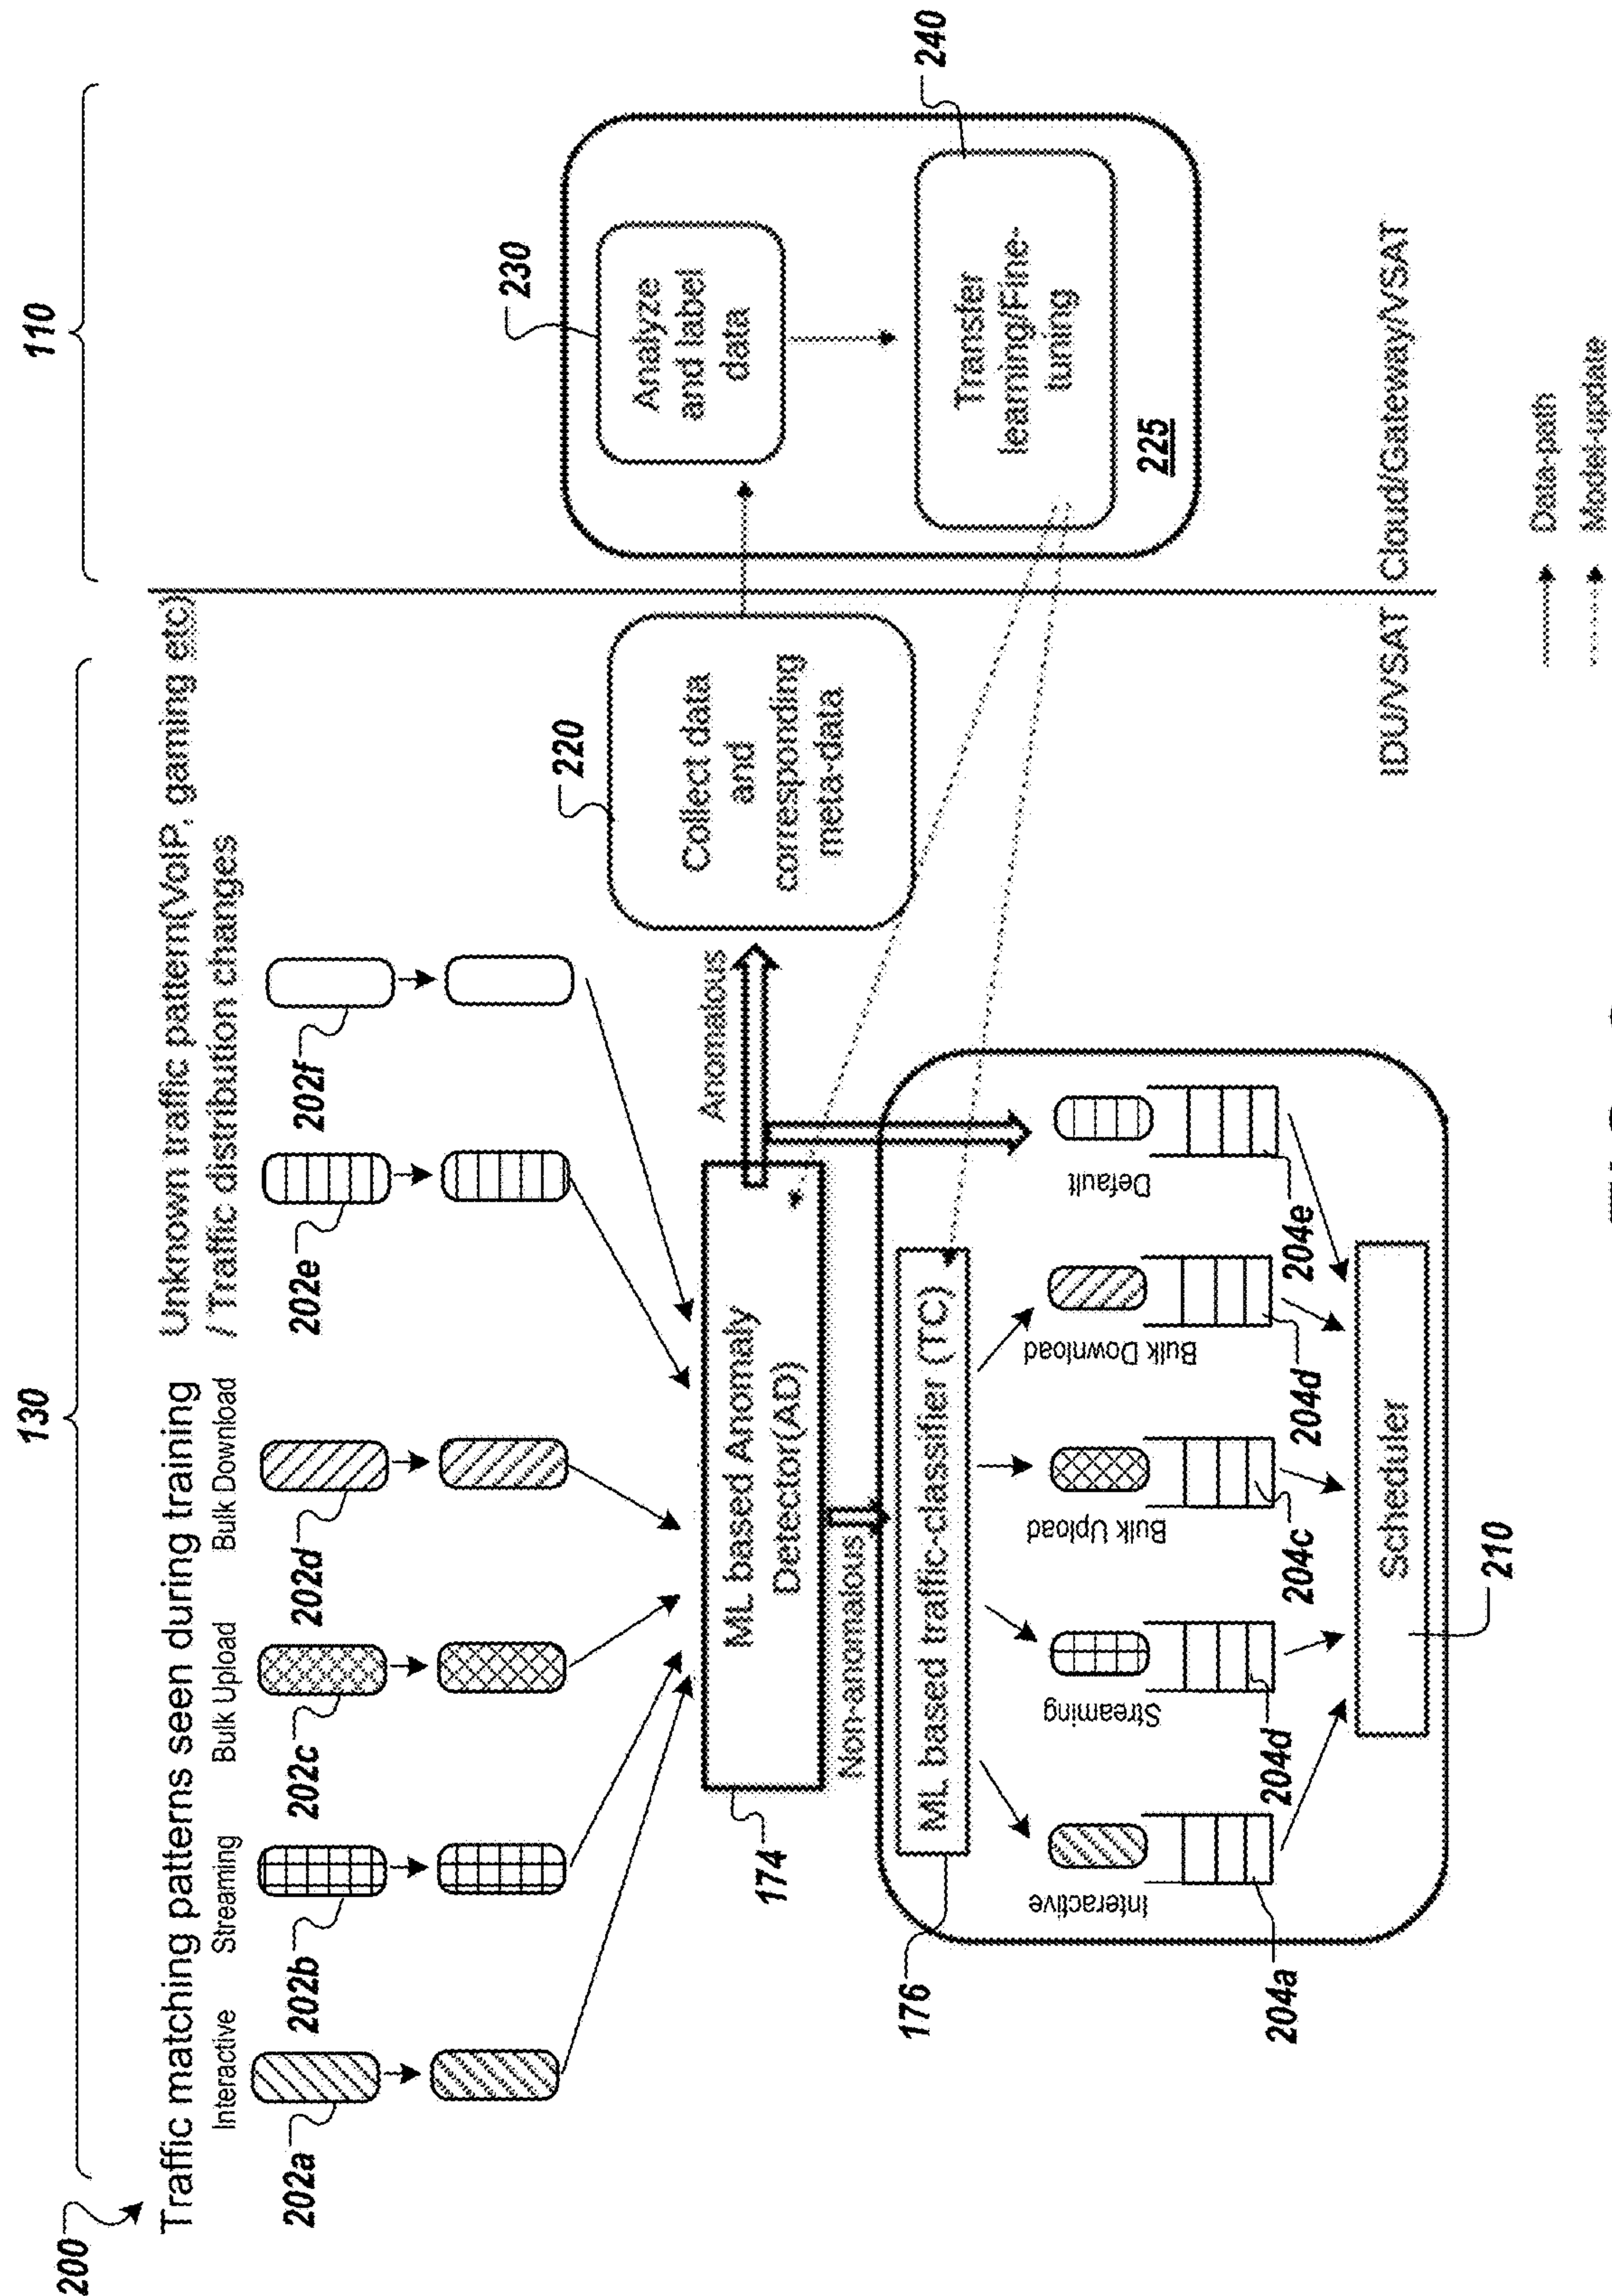 200
130
110
Traffic matching patterns seen during training
Unknown traffic pattern(VoIP, gaming etc)
/ Traffic distribution changes
Interactive
Streaming
Bulk Upload
Bulk Download
202a
202b
202c
202d
202e
202f
ML based Anomaly
Detector(AD)
174
Anomalous
Non-anomalous
220
Collect data
and
corresponding
meta-data
230
Analyze
and label
data
240
Transfer
learning/Fine-
tuning
225
176
ML based traffic-classifier (TC)
Interactive
Streaming
Bulk Upload
Bulk Download
Default
204a
204d
204c
204d
204e
Scheduler
210
IDU/VSAT
Cloud/Gateway/VSAT
Data-path
Model-update